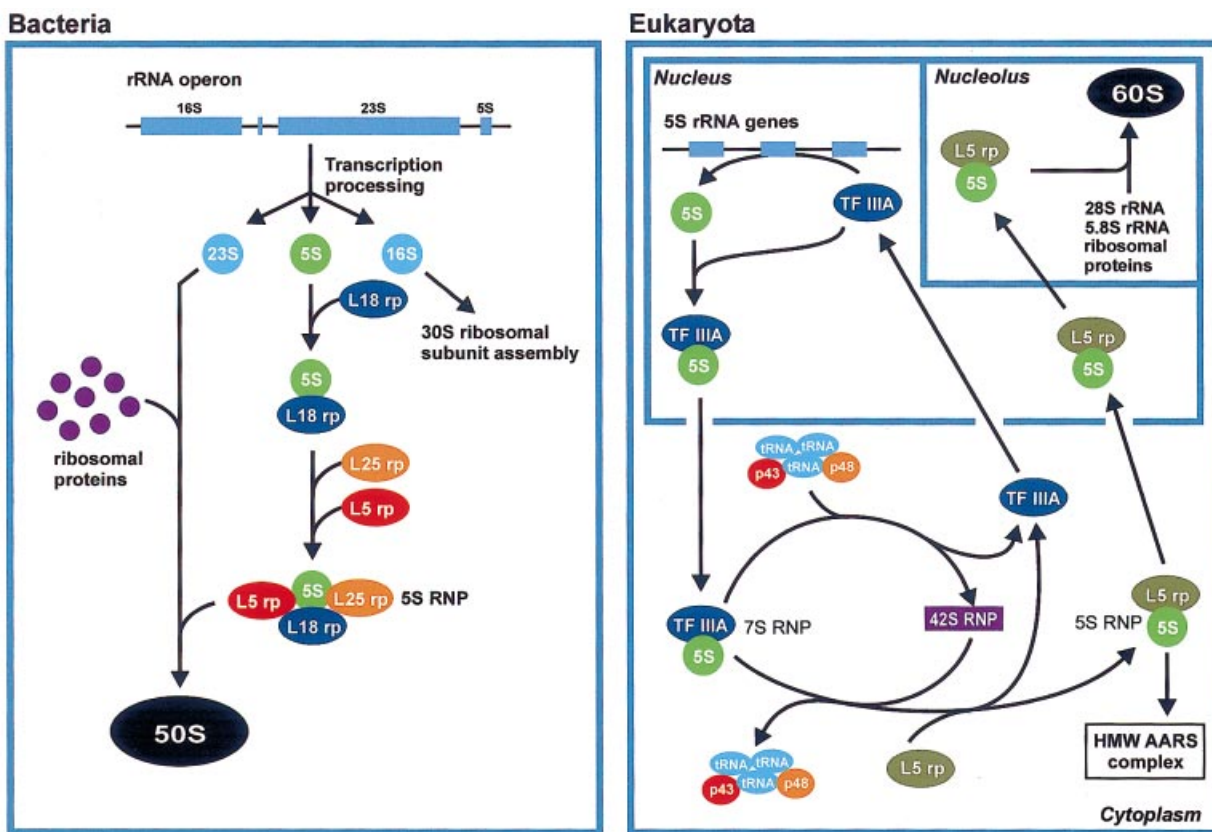 Bacteria
rRNA operon
16S
23S
5S
Transcription
processing
23S
5S
16S
L18 rp
30S ribosomal
subunit assembly
5S
L18 rp
ribosomal
proteins
L25 rp
L5 rp
5S
L5 rp
L25 rp
L18 rp
5S RNP
50S
Eukaryota
Nucleus
5S rRNA genes
5S
TF IIIA
TF IIIA
5S
Nucleolus
60S
L5 rp
5S
28S rRNA
5.8S rRNA
ribosomal
proteins
L5 rp
5S
tRNA
tRNA
p43
tRNA
p48
TF IIIA
TF IIIA
5S
7S RNP
42S RNP
5S RNP
L5 rp
5S
tRNA
tRNA
p43
tRNA
p48
L5 rp
HMW AARS
complex
Cytoplasm